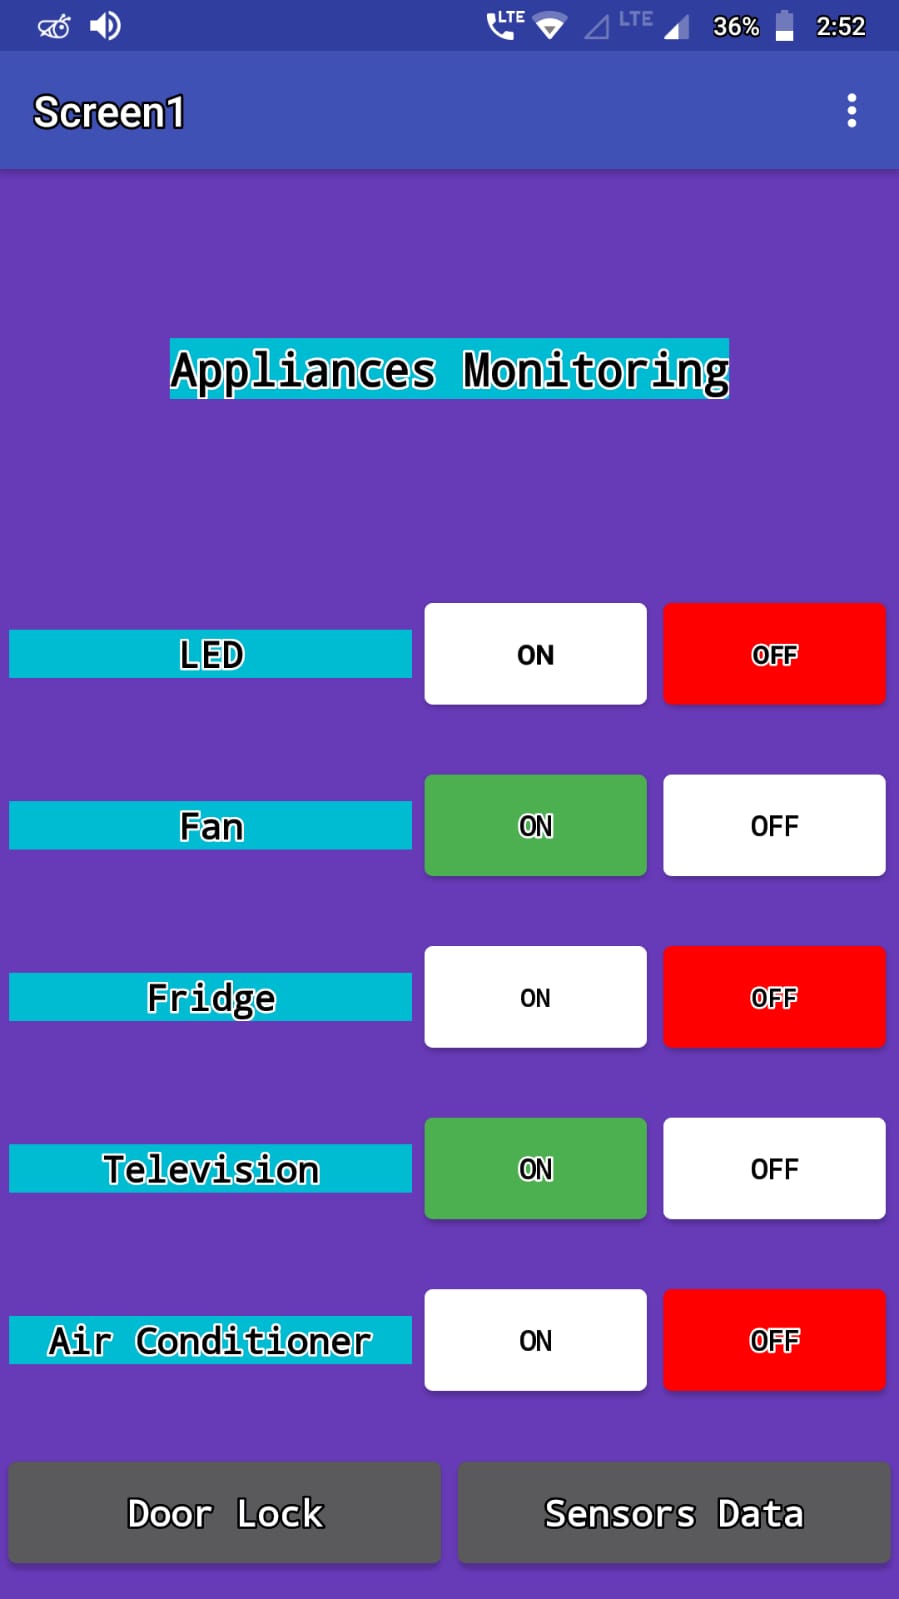 LTE LTE 36% 2:52
Screen1
Appliances Monitoring
LED ON OFF
Fan ON OFF
Fridge ON OFF
Television ON OFF
Air Conditioner ON OFF
Door Lock Sensors Data